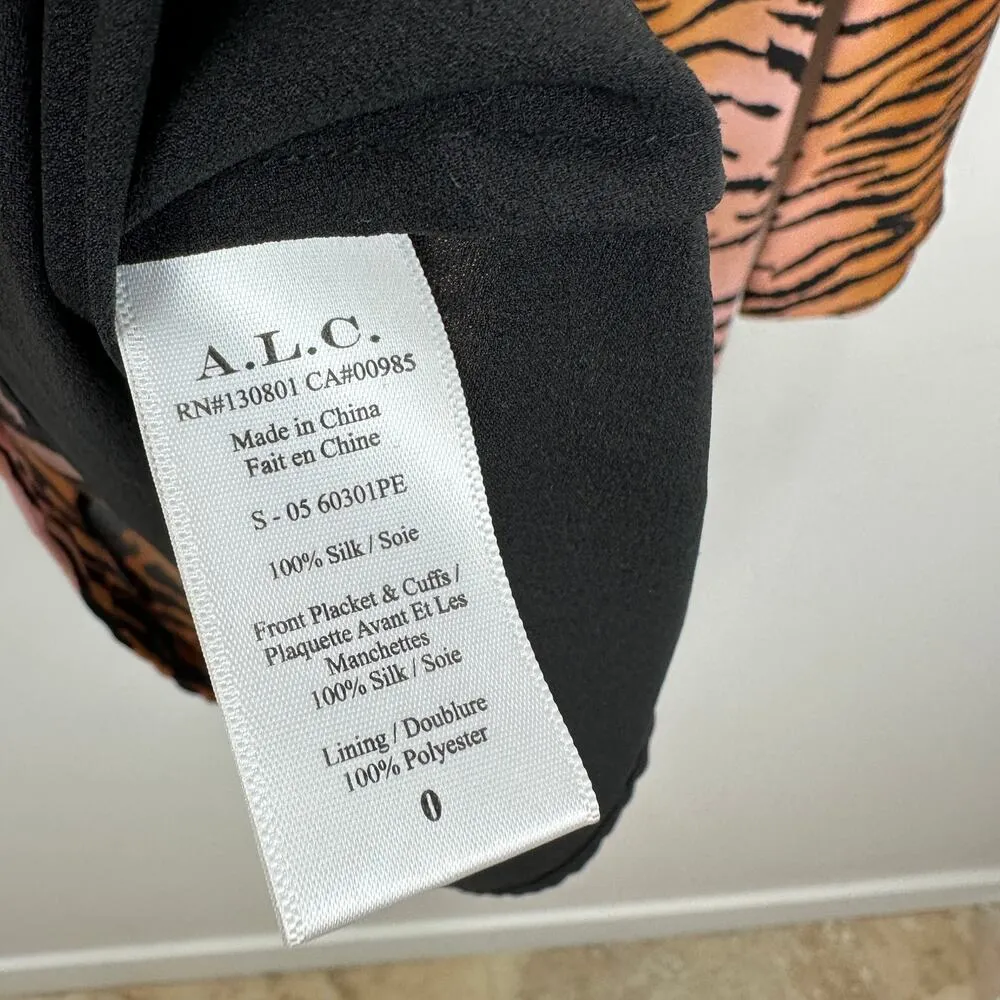 A.L.C.
RN#130801 CA#00985
Made in China
Fait en Chine
S - 05 60301PE
100% Silk / Soie
Front Placket & Cuffs /
Plaquette Avant Et Les
Manchettes
100% Silk / Soie
Lining / Doublure
100% Polyester
0